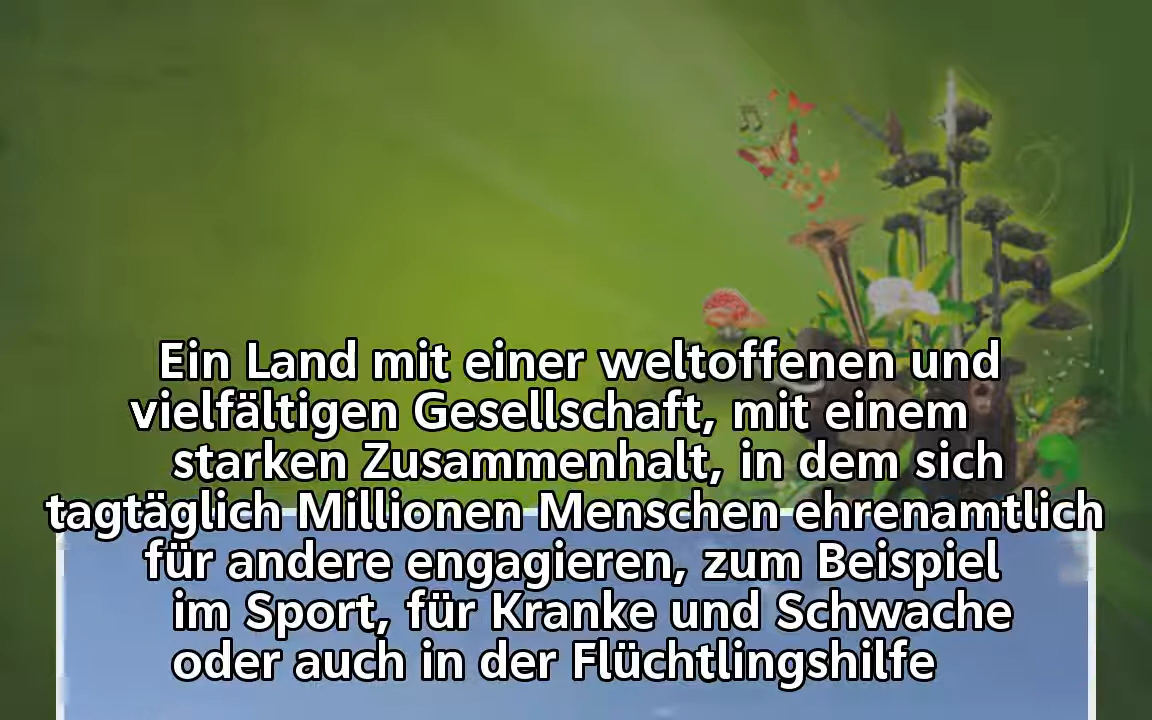 Ein Land mit einer weltoffenen und
vielfältigen Gesellschaft, mit einem
starken Zusammenhalt, in dem sich
tagtäglich Millionen Menschen ehrenamtlich
für andere engagieren, zum Beispiel
im Sport, für Kranke und Schwache
oder auch in der Flüchtlingshilfe